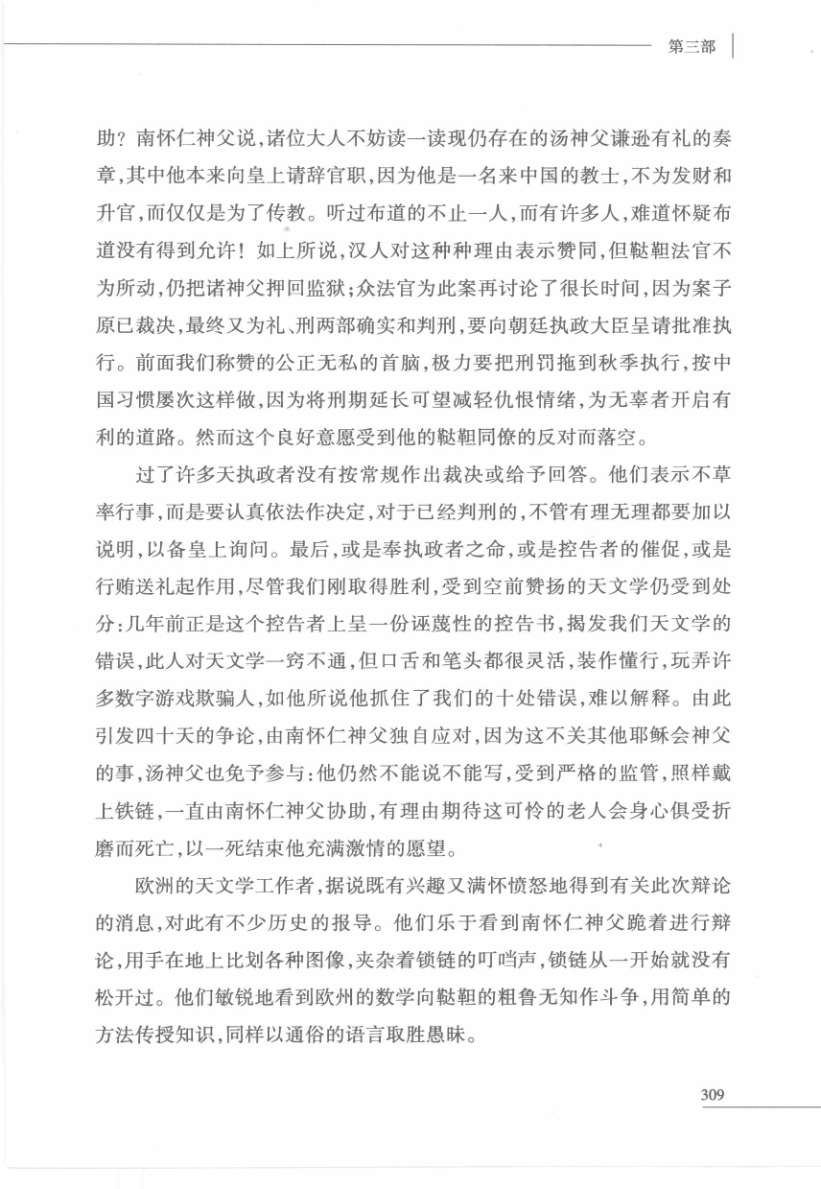 第三部
助？南怀仁神父说，诸位大人不妨读一读现仍存在的汤神父谦逊有礼的奏
章，其中他本来向皇上请辞官职，因为他是一名来中国的教士，不为发财和
升官，而仅仅是为了传教。听过布道的不止一人，而有许多人，难道怀疑布
道没有得到允许！如上所说，汉人对这种种理由表示赞同，但鞑靼法官不
为所动，仍把诸神父押回监狱；众法官为此案再讨论了很长时间，因为案子
原已裁决，最终又为礼、刑两部确实和判刑，要向朝廷执政大臣呈请批准执
行。前面我们称赞的公正无私的首脑，极力要把刑罚拖到秋季执行，按中
国习惯屡次这样做，因为将刑期延长可望减轻仇恨情绪，为无辜者开启有
利的道路。然而这个良好意愿受到他的鞑靼同僚的反对而落空。
过了许多天执政者没有按常规作出裁决或给予回答。他们表示不草
率行事，而是要认真依法作决定，对于已经判刑的，不管有理无理都要加以
说明，以备皇上询问。最后，或是奉执政者之命，或是控告者的催促，或是
行贿送礼起作用，尽管我们刚取得胜利，受到空前赞扬的天文学仍受到处
分：几年前正是这个控告者上呈一份诬蔑性的控告书，揭发我们天文学的
错误，此人对天文学一窍不通，但口舌和笔头都很灵活，装作懂行，玩弄许
多数字游戏欺骗人，如他所说他抓住了我们的十处错误，难以解释。由此
引发四十天的争论，由南怀仁神父独自应对，因为这不关其他耶稣会神父
的事，汤神父也免予参与：他仍然不能说不能写，受到严格的监管，照样戴
上铁链，一直由南怀仁神父协助，有理由期待这可怜的老人会身心俱受折
磨而死亡，以一死结束他充满激情的愿望。
欧洲的天文学工作者，据说既有兴趣又满怀愤怒地得到有关此次辩论
的消息，对此有不少历史的报导。他们乐于看到南怀仁神父跪着进行辩
论，用手在地上比划各种图像，夹杂着锁链的叮当声，锁链从一开始就没有
松开过。他们敏锐地看到欧州的数学向鞑靼的粗鲁无知作斗争，用简单的
方法传授知识，同样以通俗的语言取胜愚昧。
309